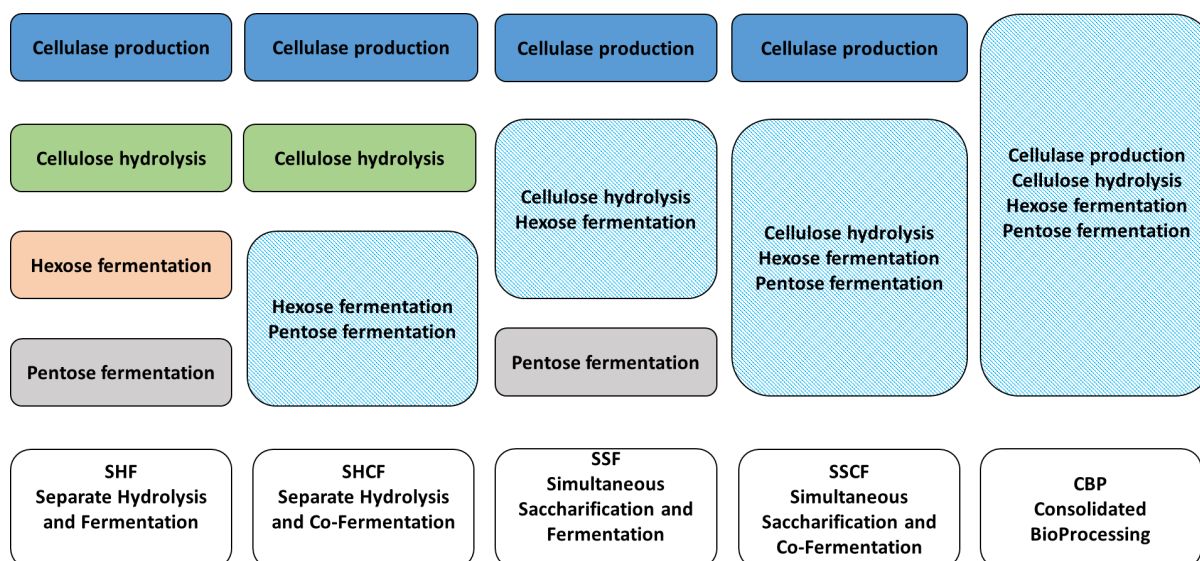 Cellulase production
Cellulase production
Cellulase production
Cellulase production
Cellulase production
Cellulose hydrolysis
Hexose fermentation
Pentose fermentation
Cellulose hydrolysis
Cellulose hydrolysis
Cellulose hydrolysis
Hexose fermentation
Cellulose hydrolysis
Hexose fermentation
Pentose fermentation
Hexose fermentation
Hexose fermentation
Pentose fermentation
Pentose fermentation
Pentose fermentation
SHF
Separate Hydrolysis
and Fermentation
SHCF
Separate Hydrolysis
and Co-Fermentation
SSF
Simultaneous
Saccharification and
Fermentation
SSCF
Simultaneous
Saccharification and
Co-Fermentation
CBP
Consolidated
BioProcessing